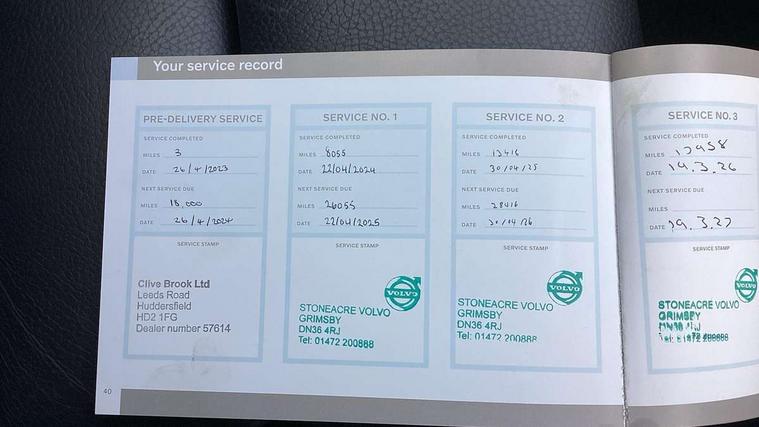 Your service record
PRE-DELIVERY SERVICE
SERVICE COMPLETED
MILES 3
DATE 26/4/2023
NEXT SERVICE DUE
MILES 18,000
DATE 26/4/2024
SERVICE STAMP
Clive Brook Ltd
Leeds Road
Huddersfield
HD2 1FG
Dealer number 57614
SERVICE NO. 1
SERVICE COMPLETED
MILES 8055
DATE 22/04/2024
NEXT SERVICE DUE
MILES 26055
DATE 22/04/2025
SERVICE STAMP
VOLVO
STONEACRE VOLVO
GRIMSBY
DN36 4RJ
Tel: 01472 200888
SERVICE NO. 2
SERVICE COMPLETED
MILES 13416
DATE 30/04/25
NEXT SERVICE DUE
MILES 28416
DATE 30/04/26
SERVICE STAMP
VOLVO
STONEACRE VOLVO
GRIMSBY
DN36 4RJ
Tel: 01472 200888
SERVICE NO. 3
SERVICE COMPLETED
MILES 17958
DATE 19.3.26
NEXT SERVICE DUE
MILES
DATE 19.3.27
SERVICE STAMP
VOLVO
STONEACRE VOLVO
GRIMSBY
40